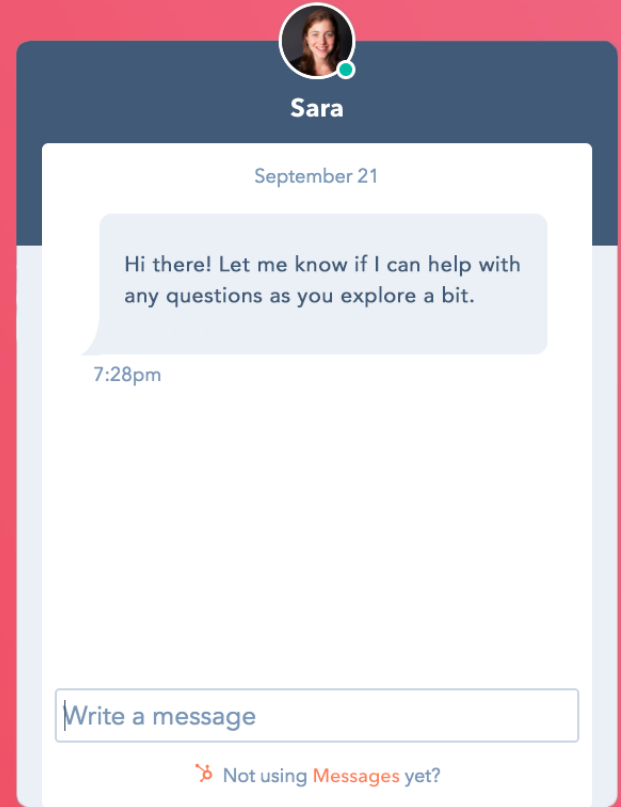 Sara
September 21
Hi there! Let me know if I can help with
any questions as you explore a bit.
7:28pm
Write a message
Not using Messages yet?